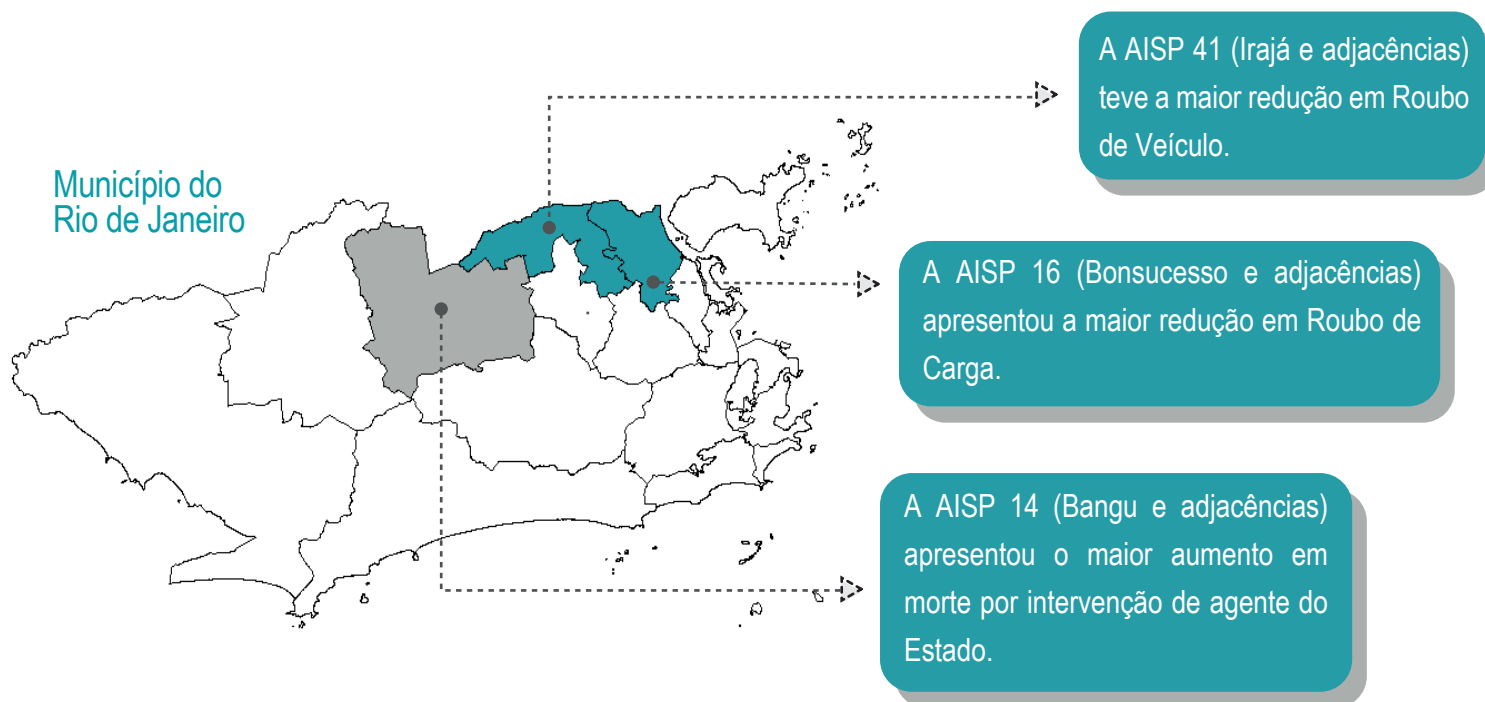 A AISP 41 (Irajá e adjacências)
teve a maior redução em Roubo
de Veículo.
Município do
Rio de Janeiro
A AISP 16 (Bonsucesso e adjacências)
apresentou a maior redução em Roubo de
Carga.
A AISP 14 (Bangu e adjacências)
apresentou o maior aumento em
morte por intervenção de agente do
Estado.